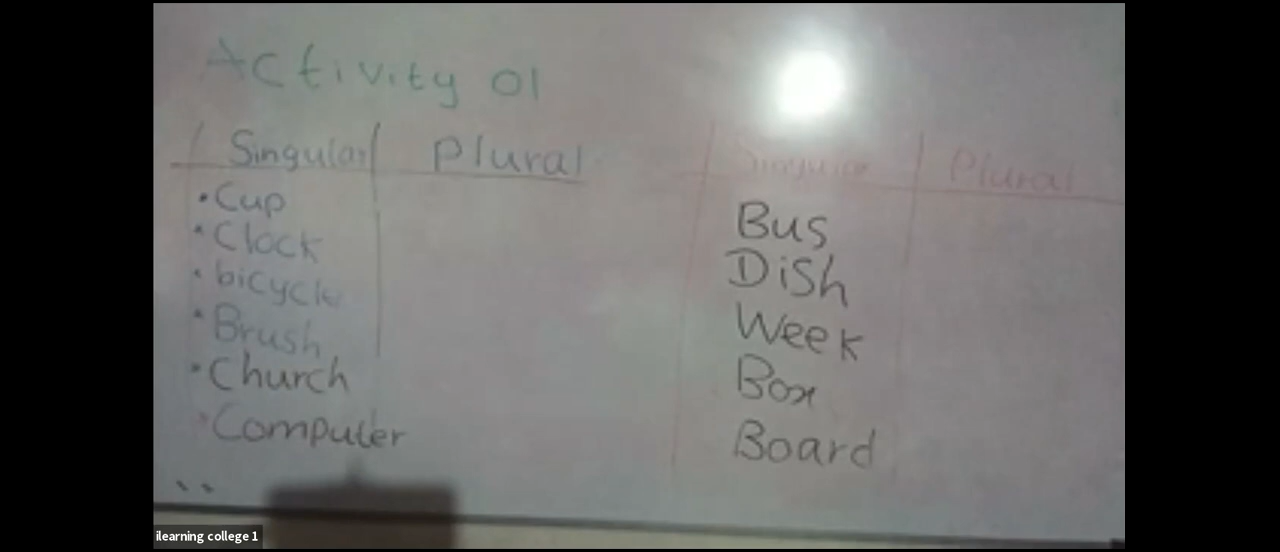 Activity 01
Singular Plural
• Cup
• Clock
• bicycle
• Brush
• Church
• Computer
Singular Plural
Bus
Dish
Week
Box
Board
ilearning college 1